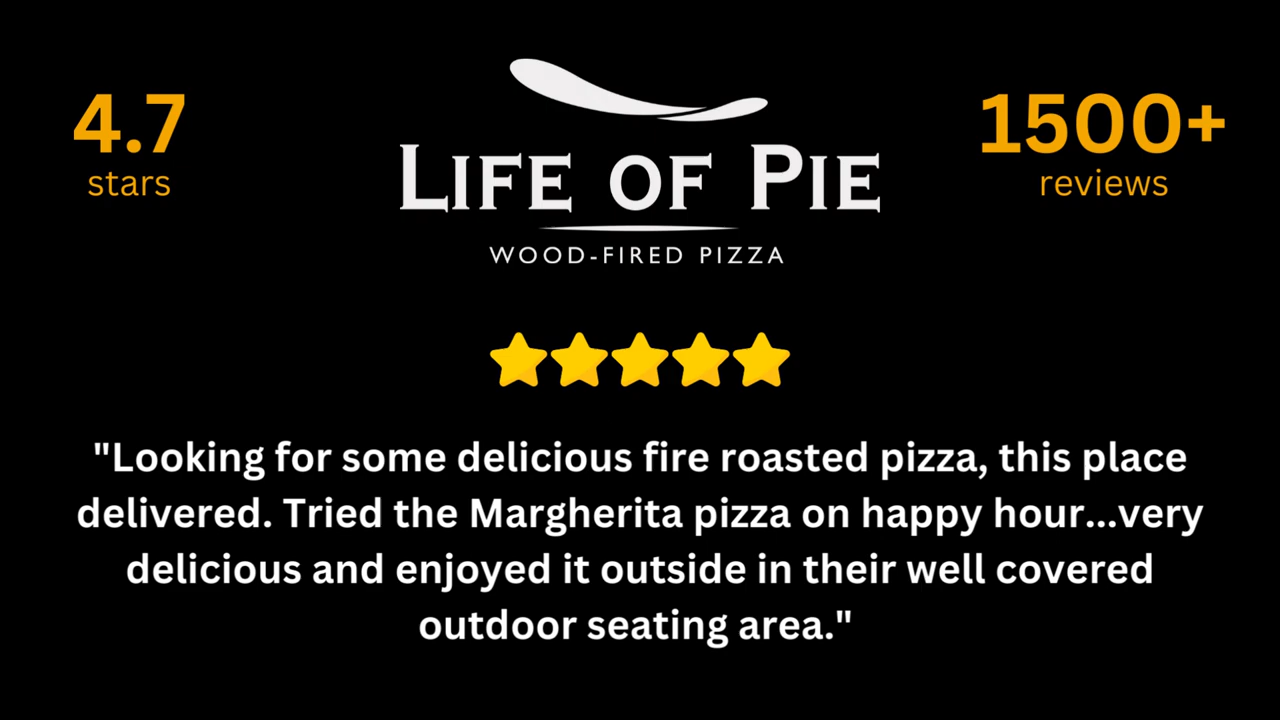 4.7
stars
LIFE OF PIE
WOOD-FIRED PIZZA
1500+
reviews
"Looking for some delicious fire roasted pizza, this place
delivered. Tried the Margherita pizza on happy hour...very
delicious and enjoyed it outside in their well covered
outdoor seating area."